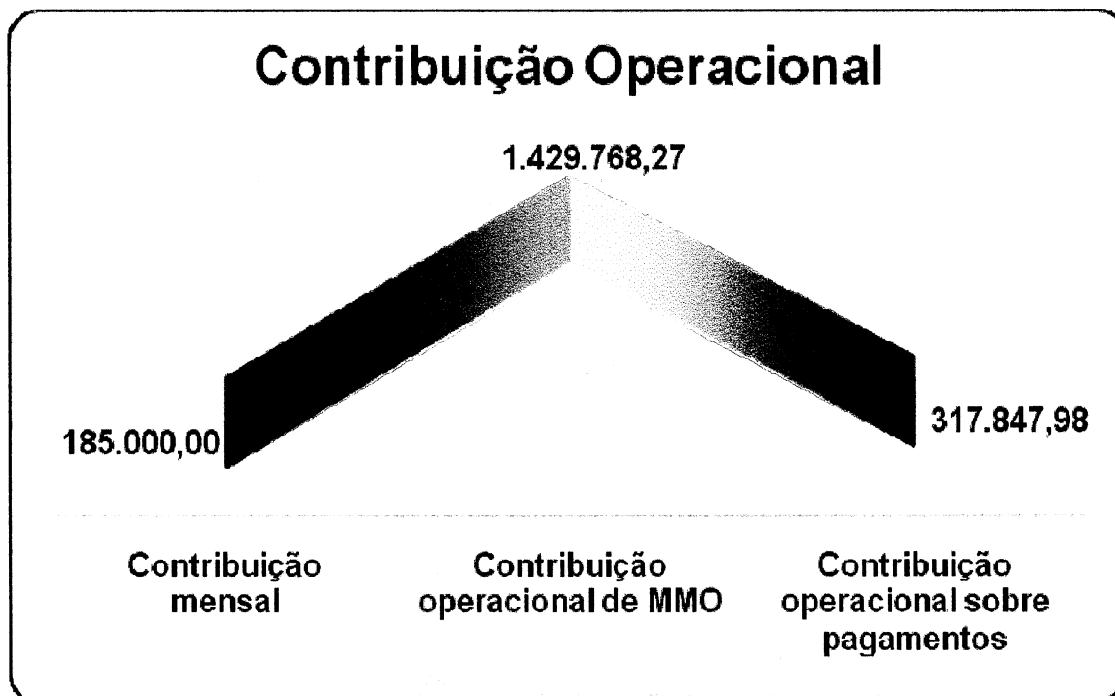 Contribuição Operacional
1.429.768,27
185.000,00
317.847,98
Contribuição
mensal
Contribuição
operacional de MMO
Contribuição
operacional sobre
pagamentos